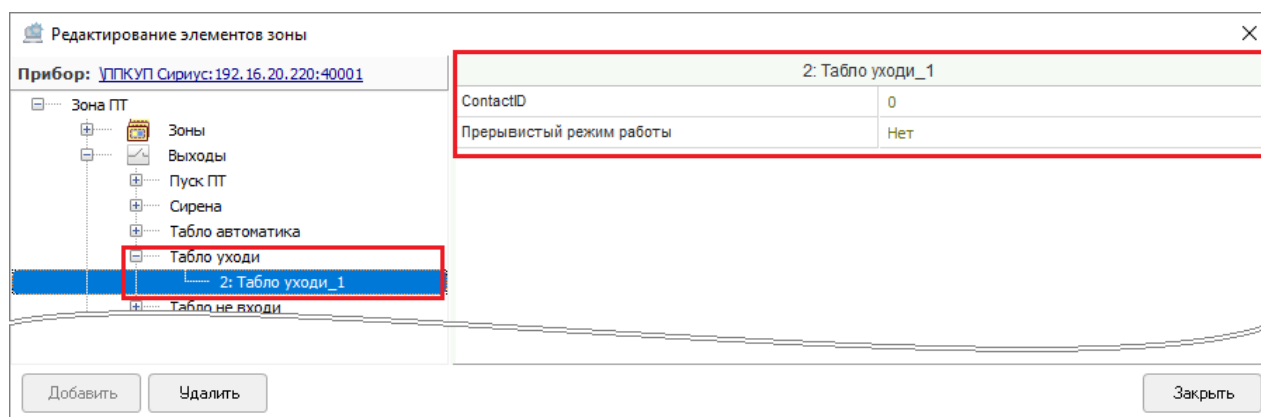 Редактирование элементов зоны
Прибор: \ППКУП Сириус:192.16.20.220:40001
Зона ПТ
Зоны
Выходы
Пуск ПТ
Сирена
Табло автоматика
Табло уходи
2: Табло уходи_1
Табло не входи
2: Табло уходи_1
ContactID 0
Прерывистый режим работы Нет
Добавить Удалить Закрыть